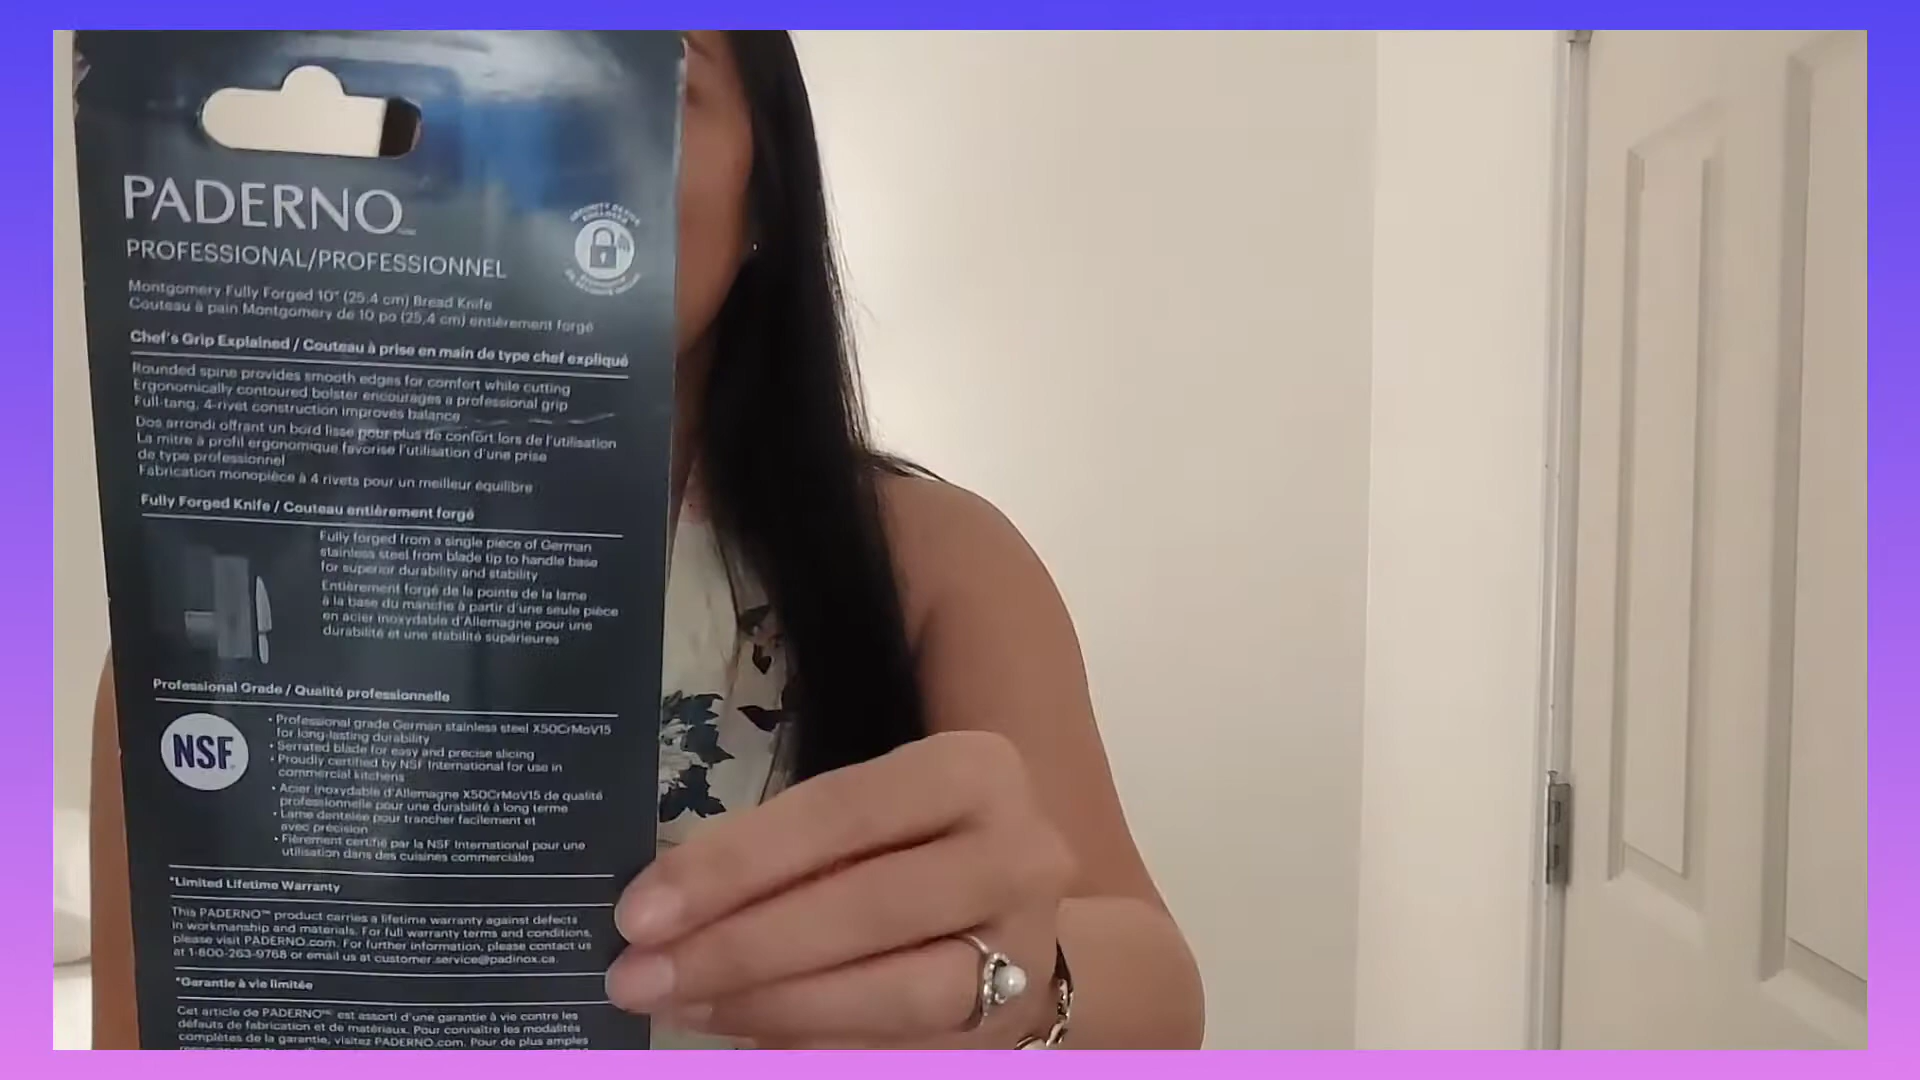 PADERNO
PROFESSIONAL/PROFESSIONNEL
SECURITY DEVICE ENCLOSED
Montgomery Fully Forged 10" (25.4 cm) Bread Knife
Couteau à pain Montgomery de 10 po (25,4 cm) entièrement forgé
Chef's Grip Explained / Couteau à prise en main de type chef expliqué
Rounded spine provides smooth edges for comfort while cutting
Ergonomically contoured bolster encourages a professional grip
Full-tang, 4-rivet construction improves balance
Dos arrondi offrant un bord lisse pour plus de confort lors de l'utilisation
La mitre à profil ergonomique favorise l'utilisation d'une prise
de type professionnel
Fabrication monopièce à 4 rivets pour un meilleur équilibre
Fully Forged Knife / Couteau entièrement forgé
Fully forged from a single piece of German
stainless steel from blade tip to handle base
for superior durability and stability
Entièrement forgé de la pointe de la lame
à la base du manche à partir d'une seule pièce
en acier inoxydable d'Allemagne pour une
durabilité et une stabilité supérieures
Professional Grade / Qualité professionnelle
NSF
• Professional grade German stainless steel X50CrMoV15
for long-lasting durability
• Serrated blade for easy and precise slicing
• Proudly certified by NSF International for use in
commercial kitchens
• Acier inoxydable d'Allemagne X50CrMoV15 de qualité
professionnelle pour une durabilité à long terme
• Lame dentelée pour trancher facilement et
avec précision
• Fièrement certifié par la NSF International pour une
utilisation dans des cuisines commerciales
*Limited Lifetime Warranty
This PADERNO™ product carries a lifetime warranty against defects
in workmanship and materials. For full warranty terms and conditions,
please visit PADERNO.com. For further information, please contact us
at 1-800-263-9768 or email us at customer.service@padinox.ca.
*Garantie à vie limitée
Cet article de PADERNO™ est assorti d'une garantie à vie contre les
défauts de fabrication et de matériaux. Pour connaître les modalités
complètes de la garantie, visitez PADERNO.com. Pour de plus amples